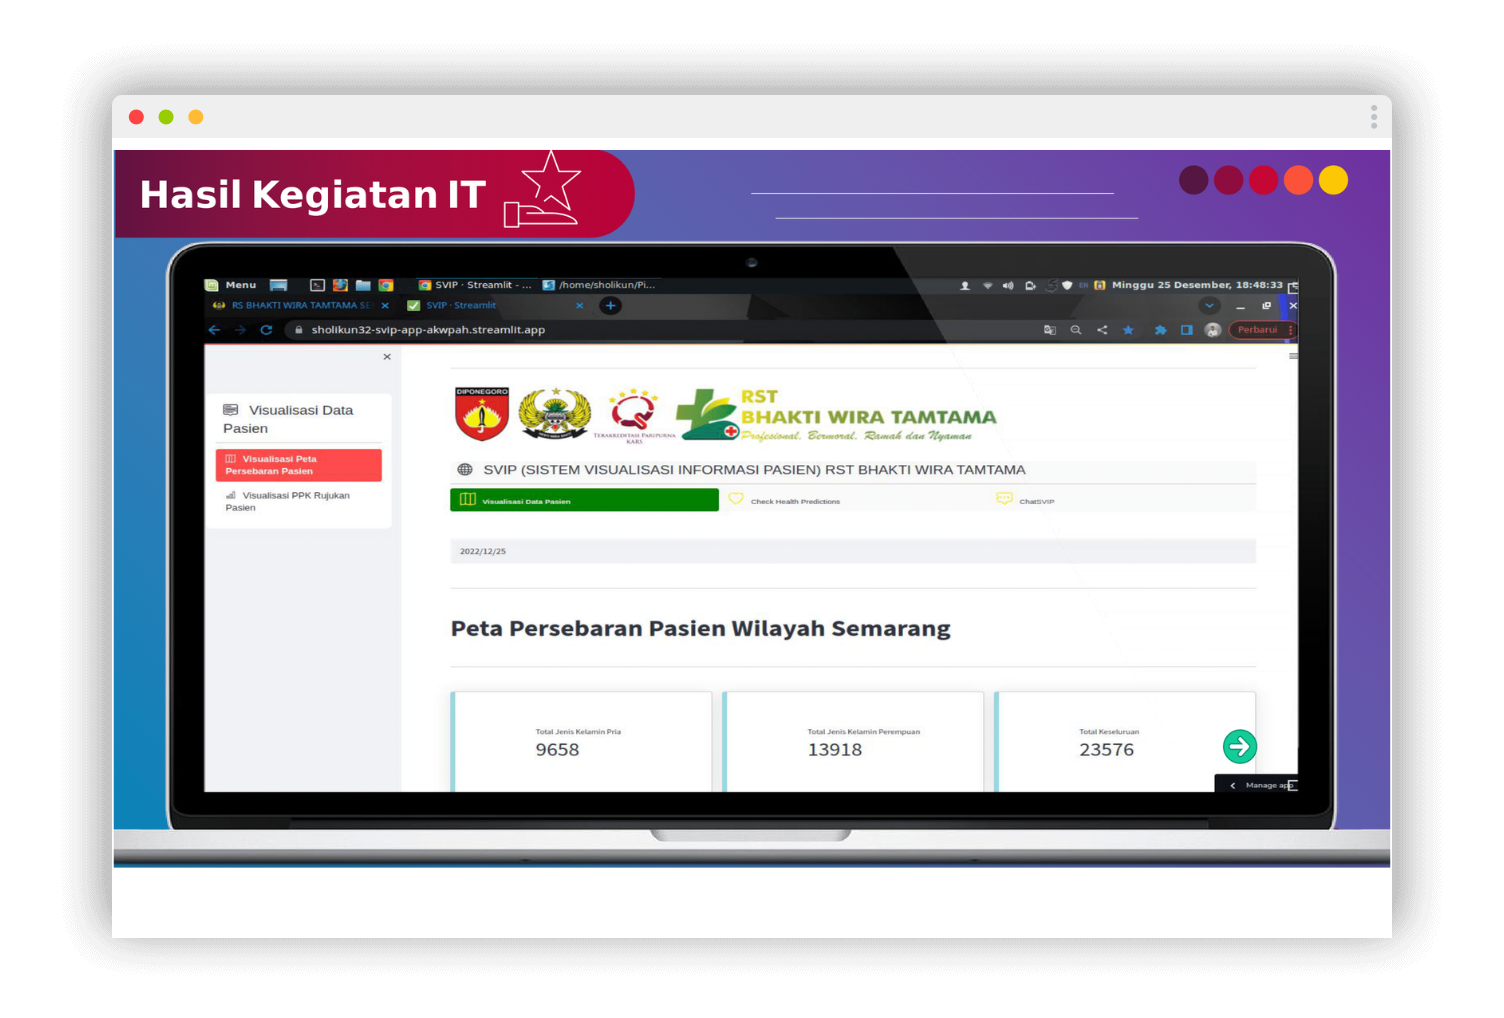 Hasil Kegiatan IT
Menu
SVIP · Streamlit - ...
/home/sholikun/Pi...
Minggu 25 Desember, 18:48:33
RS BHAKTI WIRA TAMTAMA SE
SVIP · Streamlit
sholikun32-svip-app-akwpah.streamlit.app
Perbarui
Visualisasi Data
Pasien
Visualisasi Peta
Persebaran Pasien
Visualisasi PPK Rujukan
Pasien
DIPONEGORO
TERAKREDITASI PARIPURNA
KARS
RST
BHAKTI WIRA TAMTAMA
Profesional, Bermoral, Ramah dan Nyaman
SVIP (SISTEM VISUALISASI INFORMASI PASIEN) RST BHAKTI WIRA TAMTAMA
Visualisasi Data Pasien
Check Health Predictions
ChatSVIP
2022/12/25
Peta Persebaran Pasien Wilayah Semarang
Total Jenis Kelamin Pria
9658
Total Jenis Kelamin Perempuan
13918
Total Keseluruan
23576
Manage app